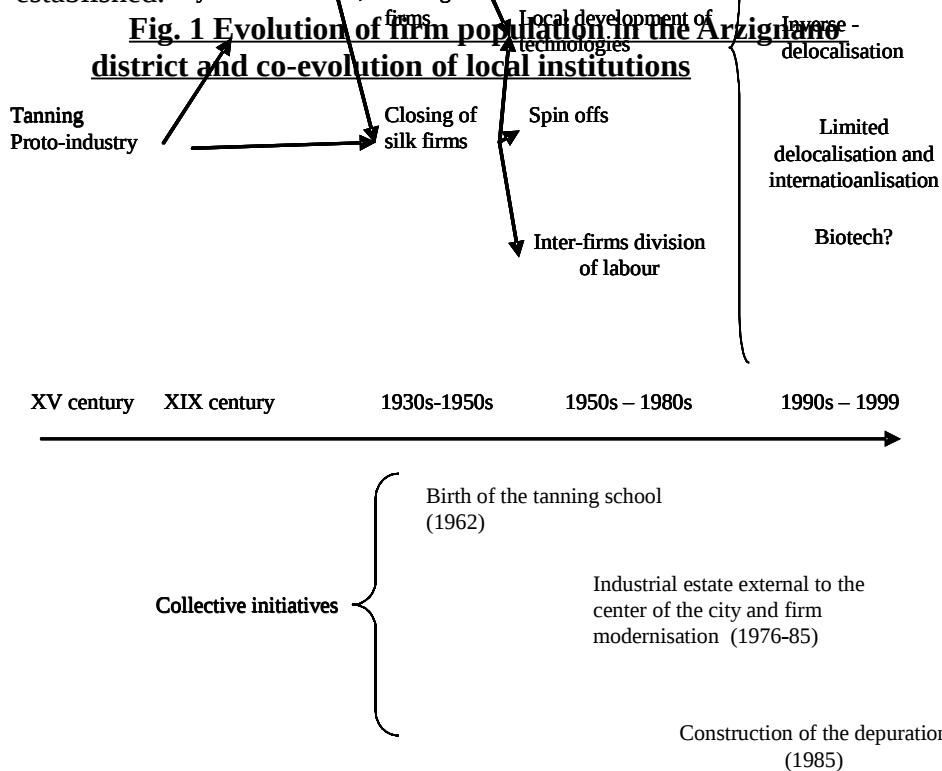 established.
firms
Local development of
technologies
Inverse -
delocalisation
Fig. 1 Evolution of firm population in the Arzignano
district and co-evolution of local institutions
Tanning
Proto-industry
Closing of
silk firms
Spin offs
Limited
delocalisation and
internatioanlisation
Biotech?
Inter-firms division
of labour
XV century
XIX century
1930s-1950s
1950s – 1980s
1990s – 1999
Birth of the tanning school
(1962)
Industrial estate external to the
center of the city and firm
modernisation (1976-85)
Collective initiatives
Construction of the depuration
(1985)